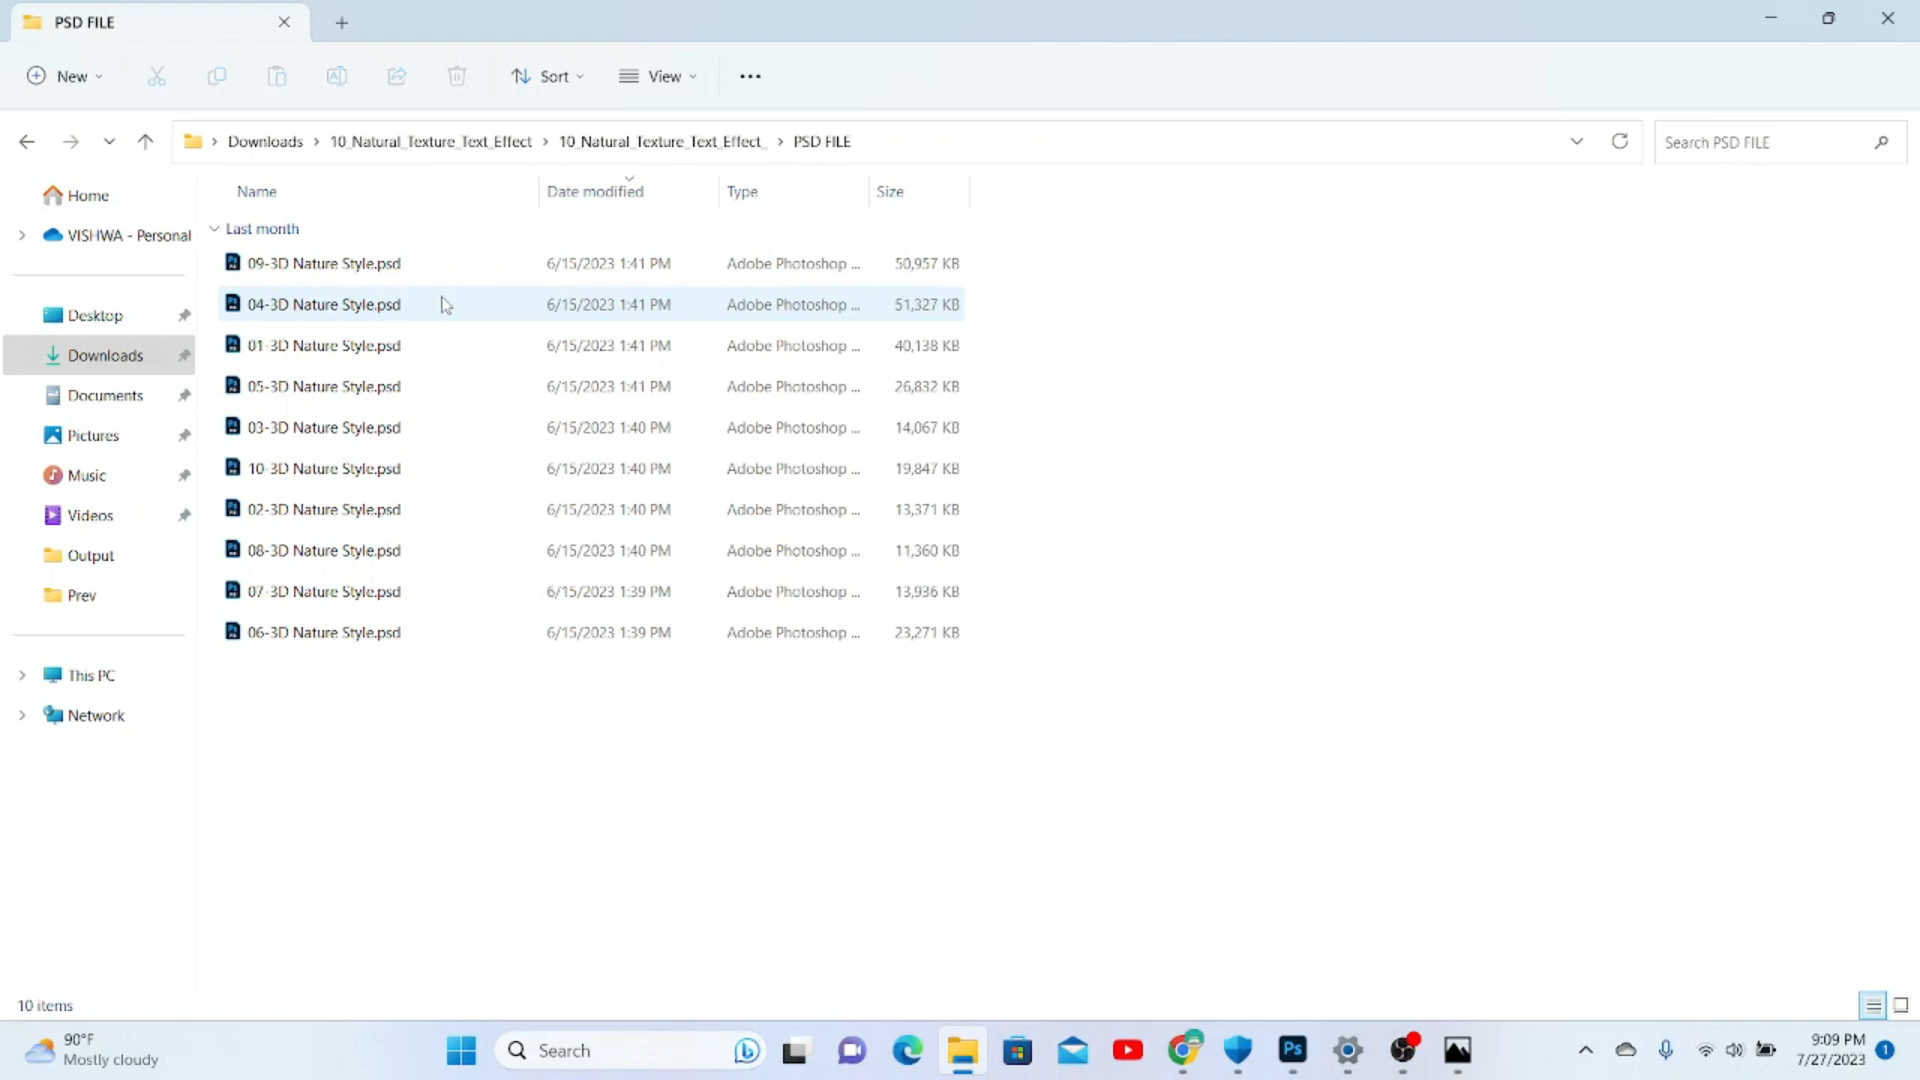 PSD FILE
New
Sort
View
Downloads > 10_Natural_Texture_Text_Effect > 10_Natural_Texture_Text_Effect_ > PSD FILE
Search PSD FILE
Home
VISHWA - Personal
Desktop
Downloads
Documents
Pictures
Music
Videos
Output
Prev
This PC
Network
Name Date modified Type Size
Last month
09-3D Nature Style.psd 6/15/2023 1:41 PM Adobe Photoshop ... 50,957 KB
04-3D Nature Style.psd 6/15/2023 1:41 PM Adobe Photoshop ... 51,327 KB
01-3D Nature Style.psd 6/15/2023 1:41 PM Adobe Photoshop ... 40,138 KB
05-3D Nature Style.psd 6/15/2023 1:41 PM Adobe Photoshop ... 26,832 KB
03-3D Nature Style.psd 6/15/2023 1:40 PM Adobe Photoshop ... 14,067 KB
10-3D Nature Style.psd 6/15/2023 1:40 PM Adobe Photoshop ... 19,847 KB
02-3D Nature Style.psd 6/15/2023 1:40 PM Adobe Photoshop ... 13,371 KB
08-3D Nature Style.psd 6/15/2023 1:40 PM Adobe Photoshop ... 11,360 KB
07-3D Nature Style.psd 6/15/2023 1:39 PM Adobe Photoshop ... 13,936 KB
06-3D Nature Style.psd 6/15/2023 1:39 PM Adobe Photoshop ... 23,271 KB
10 items
90°F
Mostly cloudy
Search
Ps
9:09 PM
7/27/2023
1